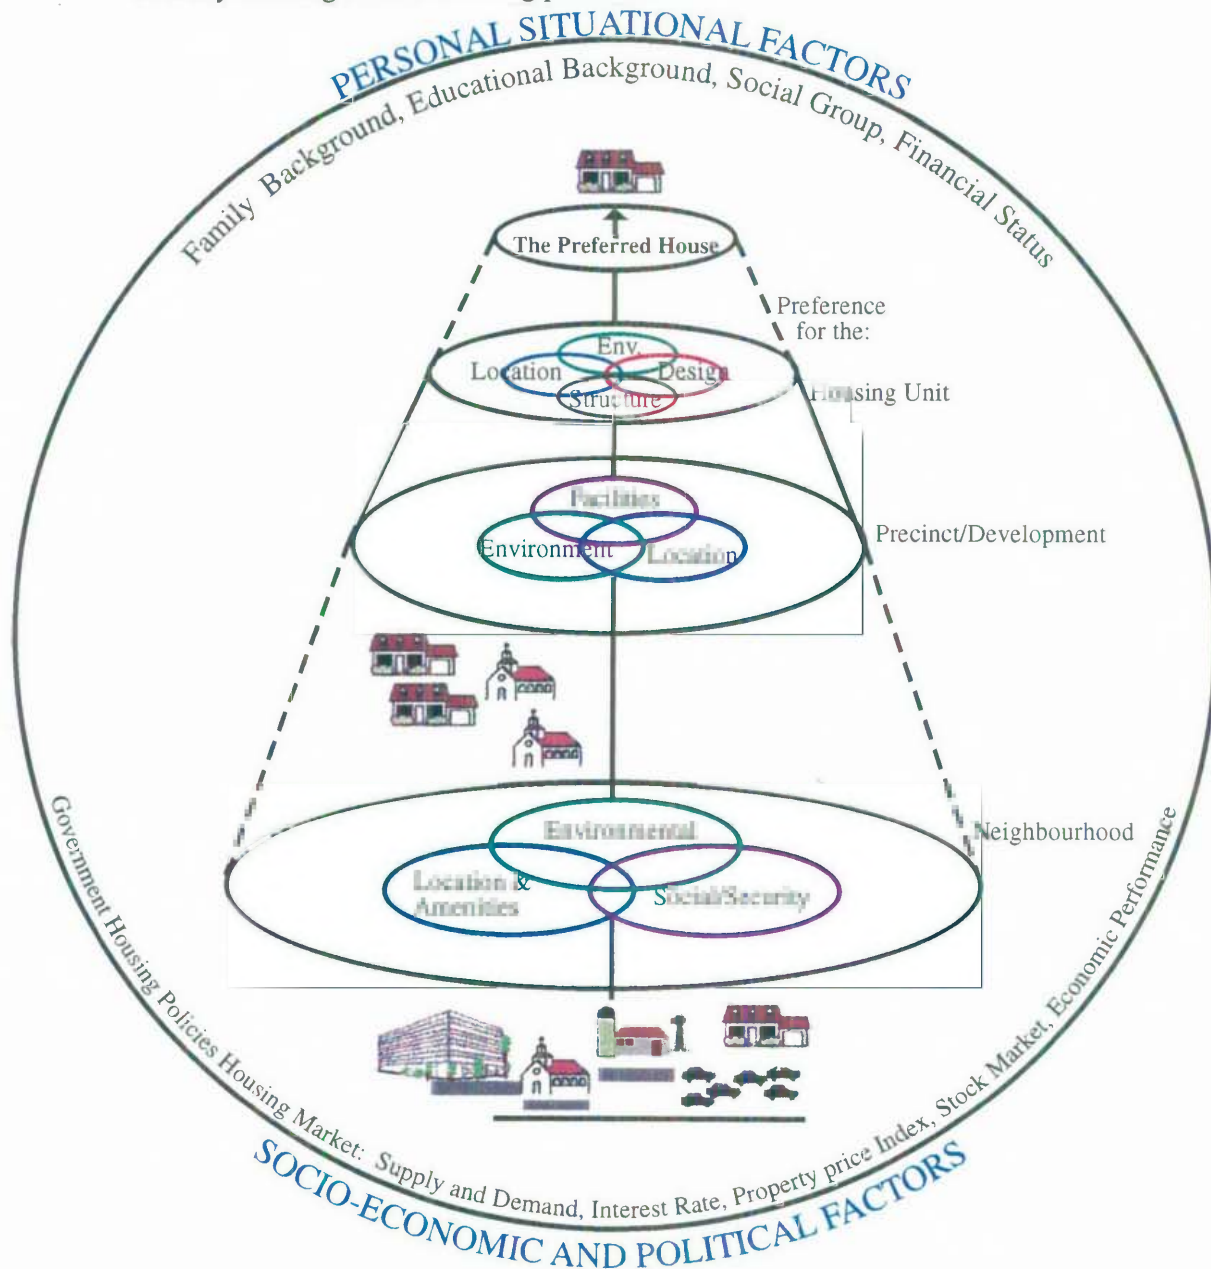 PERSONAL SITUATIONAL FACTORS
Family Background, Educational Background, Social Group, Financial Status
The Preferred House
Preference
for the:
Env.
Location
Design
Structure
Housing Unit
Facilities
Environment
Location
Precinct/Development
Environmental
Neighbourhood
Location &
Amenities
Social/Security
Government Housing Policies Housing Market: Supply and Demand, Interest Rate, Property price Index, Stock Market, Economic Performance
SOCIO-ECONOMIC AND POLITICAL FACTORS